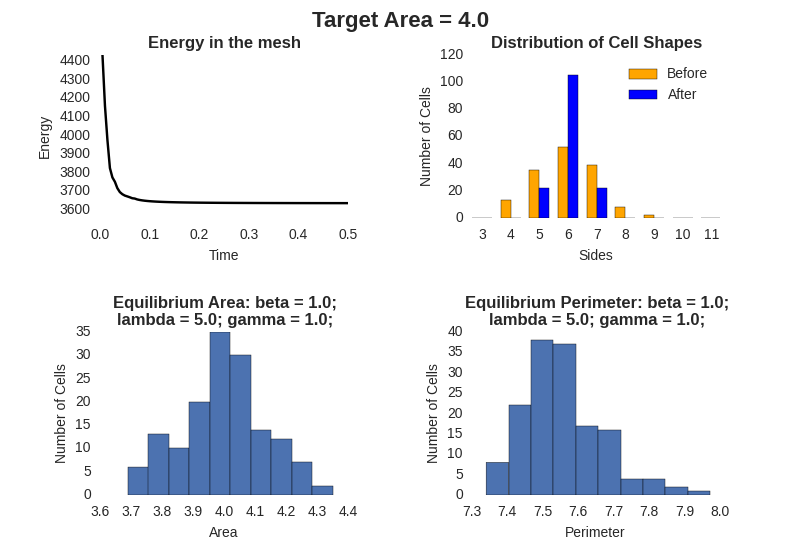 Target Area = 4.0
Energy in the mesh
4400
4300
4200
4100
4000
3900
3800
3700
3600
Energy
0.0 0.1 0.2 0.3 0.4 0.5
Time
Distribution of Cell Shapes
120
100
80
60
40
20
0
Number of Cells
Before
After
3 4 5 6 7 8 9 10 11
Sides
Equilibrium Area: beta = 1.0;
lambda = 5.0; gamma = 1.0;
35
30
25
20
15
10
5
0
Number of Cells
3.6 3.7 3.8 3.9 4.0 4.1 4.2 4.3 4.4
Area
Equilibrium Perimeter: beta = 1.0;
lambda = 5.0; gamma = 1.0;
40
35
30
25
20
15
10
5
0
Number of Cells
7.3 7.4 7.5 7.6 7.7 7.8 7.9 8.0
Perimeter